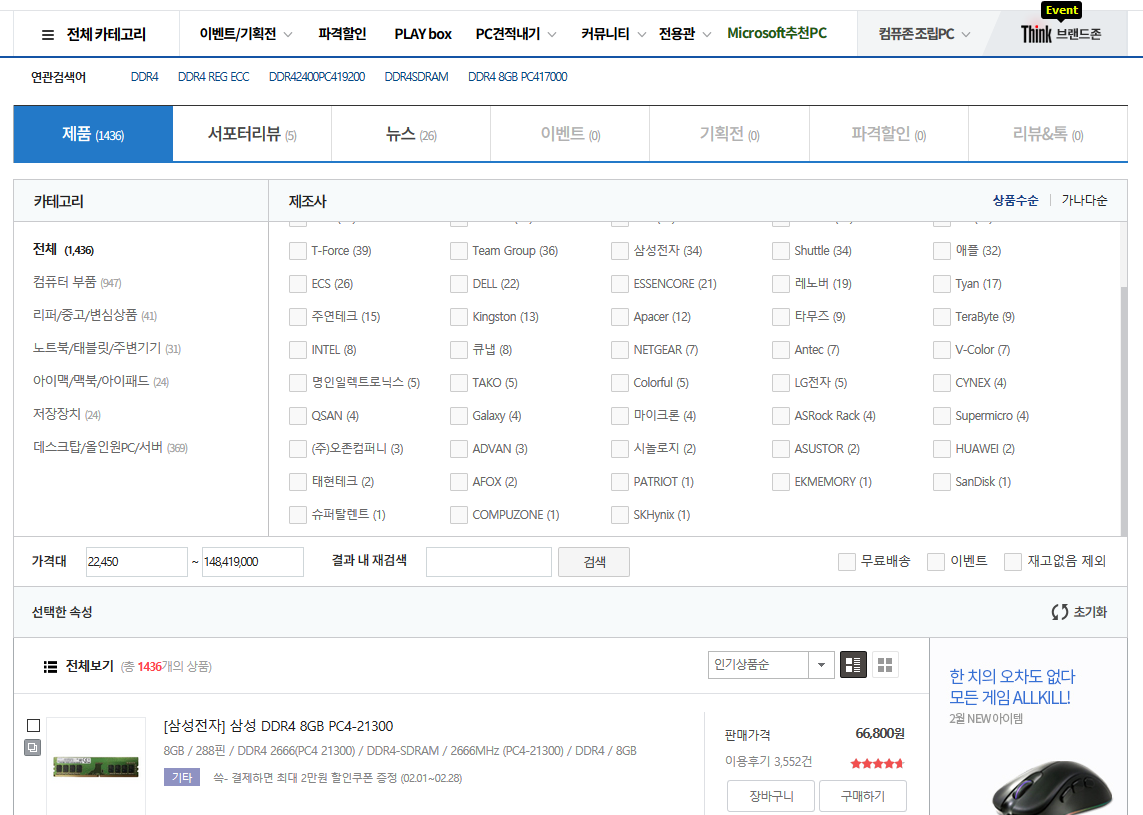 Event
전체 카테고리 이벤트/기획전 파격할인 PLAY box PC견적내기 커뮤니티 전용관 Microsoft추천PC 컴퓨존 조립PC Think 브랜드존
연관검색어 DDR4 DDR4 REG ECC DDR42400PC419200 DDR4SDRAM DDR4 8GB PC417000
제품 (1436) 서포터리뷰 (5) 뉴스 (26) 이벤트 (0) 기획전 (0) 파격할인 (0) 리뷰&톡 (0)
카테고리 제조사 상품수순 가나다순
전체 (1,436)
컴퓨터 부품 (947)
리퍼/중고/변심상품 (41)
노트북/태블릿/주변기기 (31)
아이맥/맥북/아이패드 (24)
저장장치 (24)
데스크탑/올인원PC/서버 (369)
T-Force (39) Team Group (36) 삼성전자 (34) Shuttle (34) 애플 (32)
ECS (26) DELL (22) ESSENCORE (21) 레노버 (19) Tyan (17)
주연테크 (15) Kingston (13) Apacer (12) 타무즈 (9) TeraByte (9)
INTEL (8) 큐냅 (8) NETGEAR (7) Antec (7) V-Color (7)
명인일렉트로닉스 (5) TAKO (5) Colorful (5) LG전자 (5) CYNEX (4)
QSAN (4) Galaxy (4) 마이크론 (4) ASRock Rack (4) Supermicro (4)
(주)오존컴퍼니 (3) ADVAN (3) 시놀로지 (2) ASUSTOR (2) HUAWEI (2)
태현테크 (2) AFOX (2) PATRIOT (1) EKMEMORY (1) SanDisk (1)
슈퍼탈렌트 (1) COMPUZONE (1) SKHynix (1)
가격대 22,450 ~ 148,419,000 결과 내 재검색 검색 무료배송 이벤트 재고없음 제외
선택한 속성 초기화
전체보기 (총 1436개의 상품) 인기상품순
[삼성전자] 삼성 DDR4 8GB PC4-21300
8GB / 288핀 / DDR4 2666(PC4 21300) / DDR4-SDRAM / 2666MHz (PC4-21300) / DDR4 / 8GB
기타 쓱- 결제하면 최대 2만원 할인쿠폰 증정 (02.01~02.28)
판매가격 66,800원
이용후기 3,552건
장바구니 구매하기
한 치의 오차도 없다
모든 게임 ALLKILL!
2월 NEW 아이템